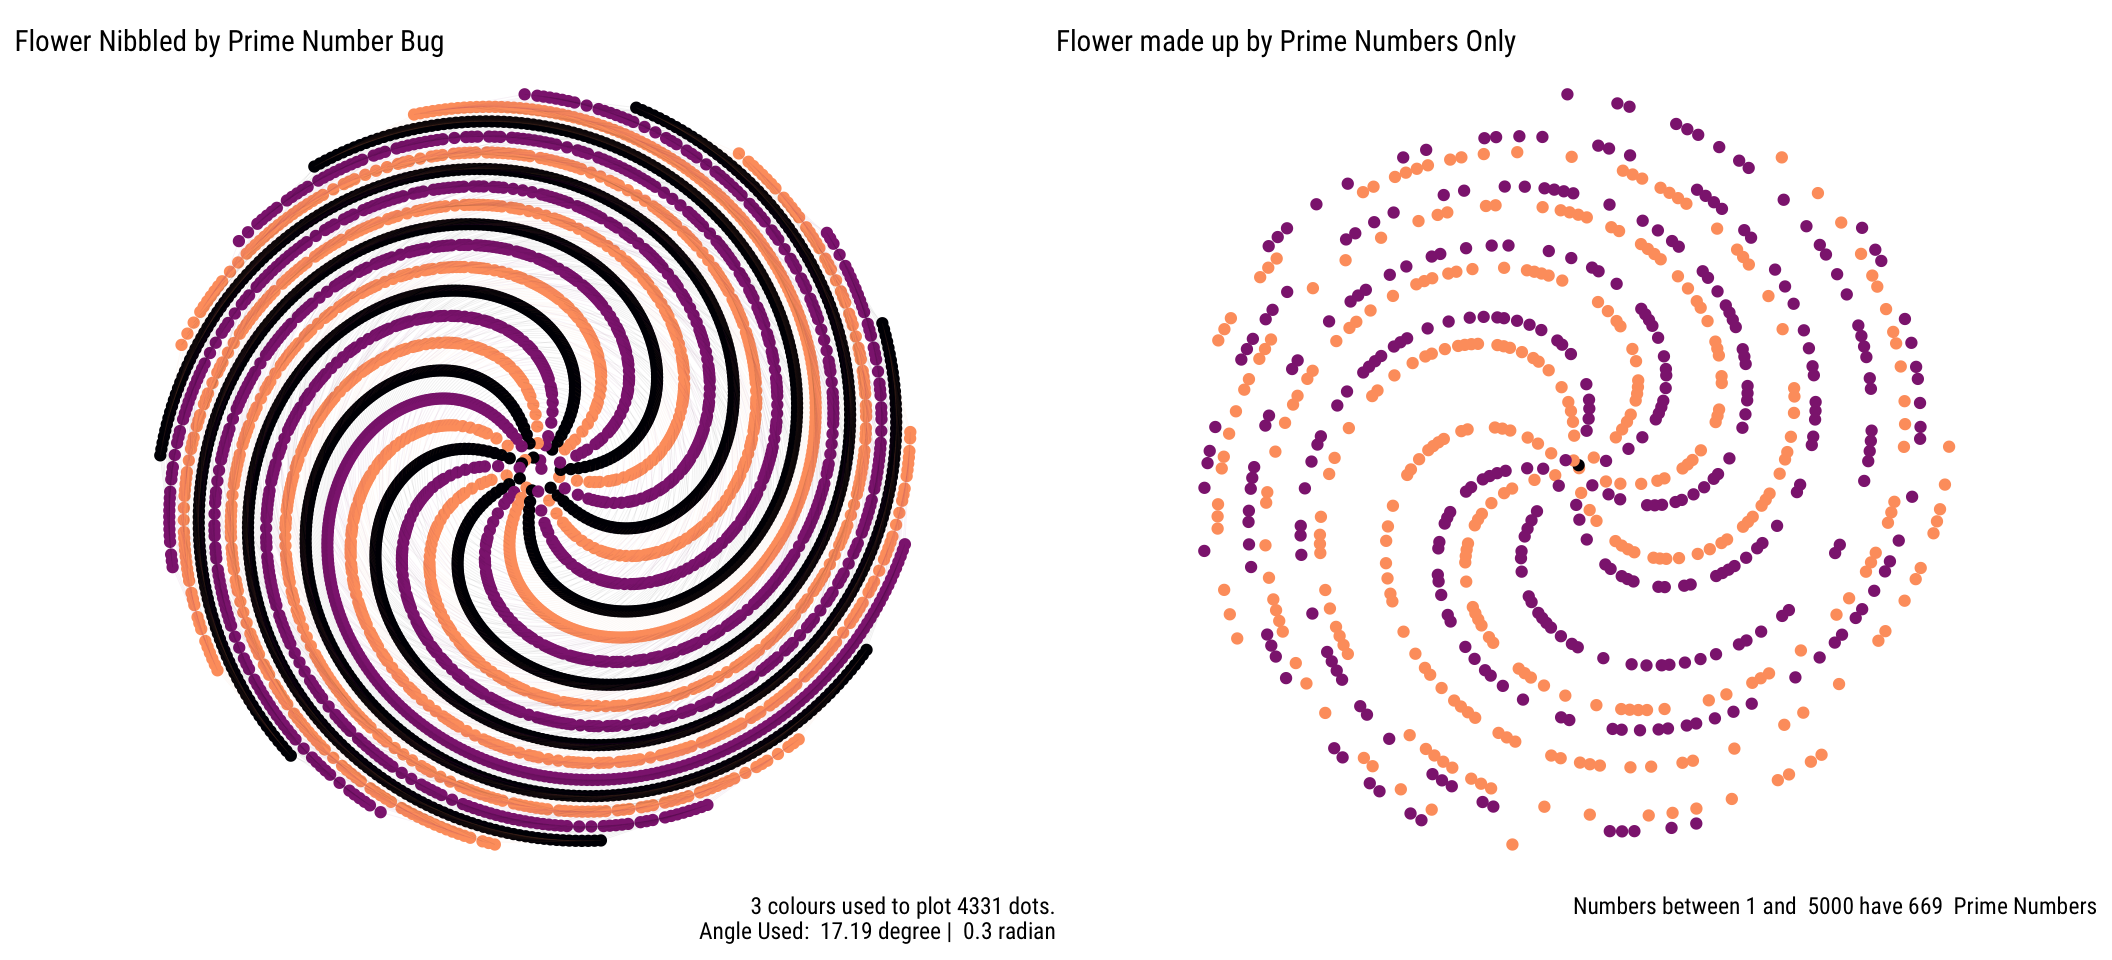 Flower Nibbled by Prime Number Bug
Flower made up by Prime Numbers Only
3 colours used to plot 4331 dots.
Angle Used:  17.19 degree |  0.3 radian
Numbers between 1 and  5000 have 669  Prime Numbers